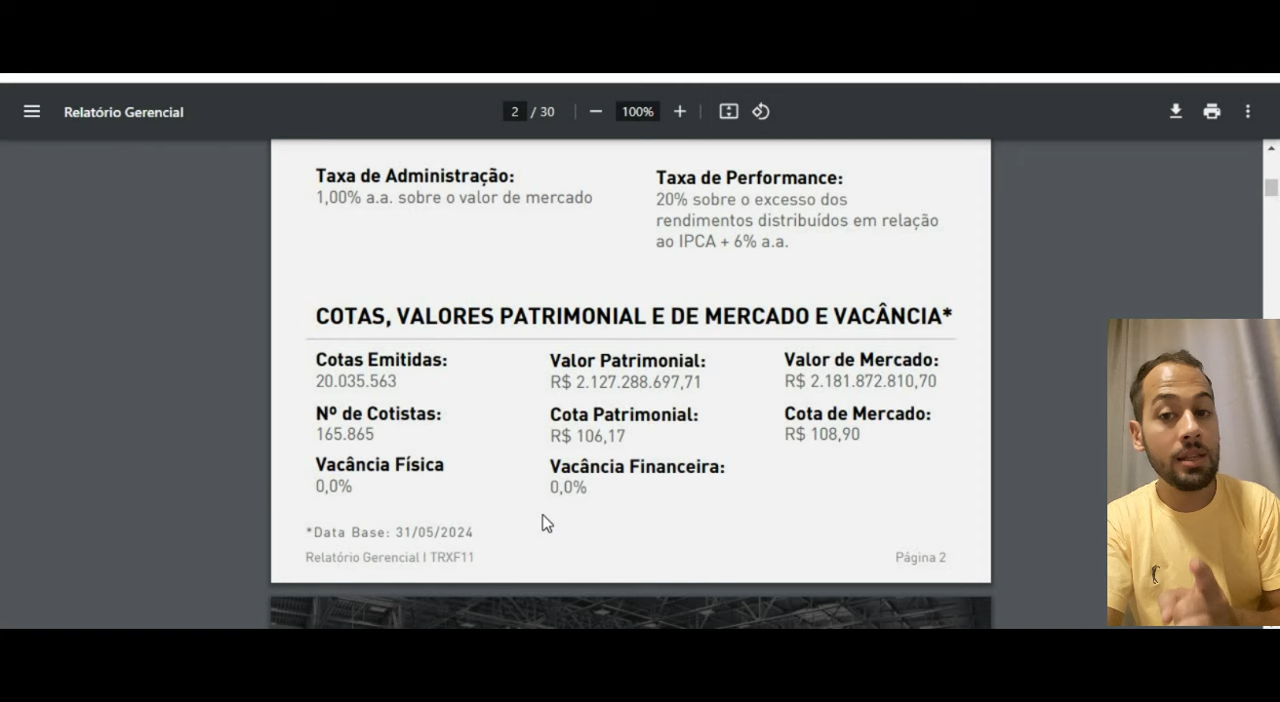 Relatório Gerencial
2 / 30
100%
Taxa de Administração:
1,00% a.a. sobre o valor de mercado
Taxa de Performance:
20% sobre o excesso dos
rendimentos distribuídos em relação
ao IPCA + 6% a.a.
COTAS, VALORES PATRIMONIAL E DE MERCADO E VACÂNCIA*
Cotas Emitidas:
20.035.563
Valor Patrimonial:
R$ 2.127.288.697,71
Valor de Mercado:
R$ 2.181.872.810,70
Nº de Cotistas:
165.865
Cota Patrimonial:
R$ 106,17
Cota de Mercado:
R$ 108,90
Vacância Física
0,0%
Vacância Financeira:
0,0%
*Data Base: 31/05/2024
Relatório Gerencial I TRXF11
Página 2